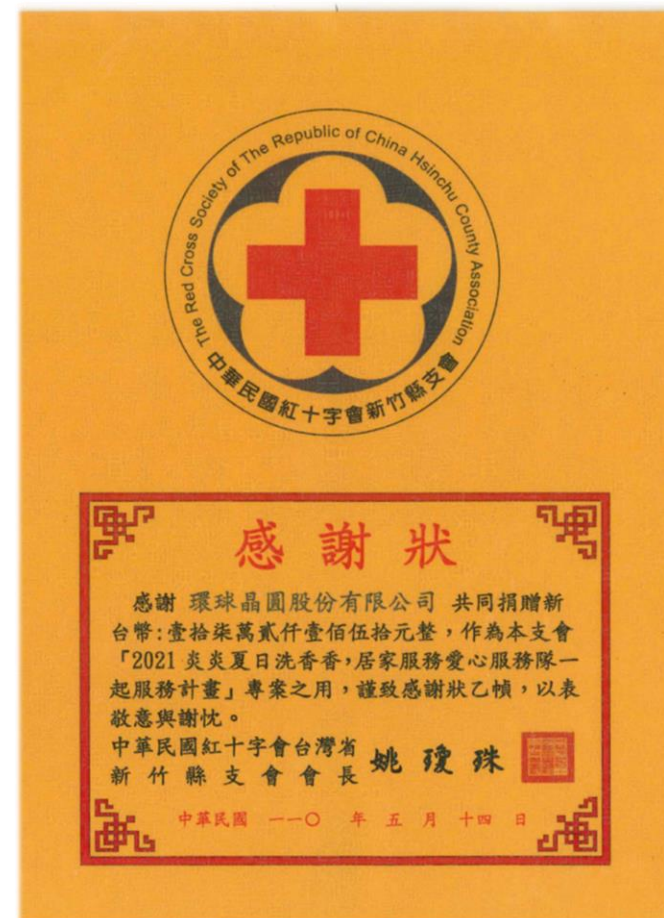 The Red Cross Society of The Republic of China Hsinchu County Association
中華民國紅十字會新竹縣支會
感謝狀
感謝 環球晶圓股份有限公司 共同捐贈新
台幣:壹拾柒萬貳仟壹佰伍拾元整，作為本支會
「2021炎炎夏日洗香香，居家服務愛心服務隊一
起服務計畫」專案之用，謹致感謝狀乙幀，以表
敬意與謝忱。
中華民國紅十字會台灣省
新竹縣支會會長 姚瓊珠
中華民國 一一〇 年 五 月 十四 日